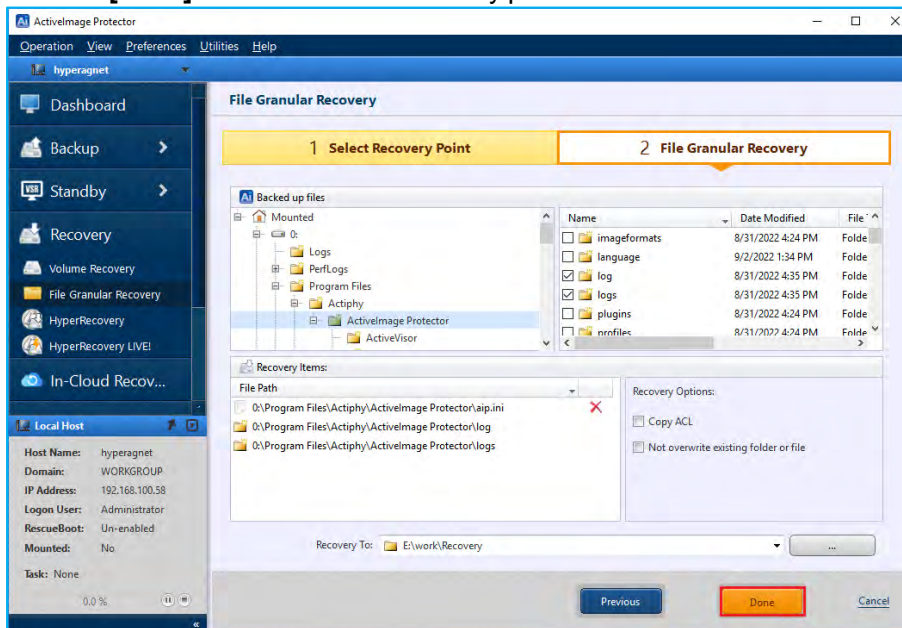 ActiveImage Protector
Operation View Preferences Utilities Help
hyperagnet
Dashboard
Backup
Standby
Recovery
Volume Recovery
File Granular Recovery
HyperRecovery
HyperRecovery LIVE!
In-Cloud Recov...
Local Host
Host Name: hyperagnet
Domain: WORKGROUP
IP Address: 192.168.100.58
Logon User: Administrator
RescueBoot: Un-enabled
Mounted: No
Task: None
0.0 %
File Granular Recovery
1 Select Recovery Point
2 File Granular Recovery
Backed up files
Mounted
0:
Logs
PerfLogs
Program Files
Actiphy
ActiveImage Protector
ActiveVisor
Name Date Modified File
imageformats 8/31/2022 4:24 PM Folde
language 9/2/2022 1:34 PM Folde
log 8/31/2022 4:35 PM Folde
logs 8/31/2022 4:35 PM Folde
plugins 8/31/2022 4:24 PM Folde
profiles 8/31/2022 4:24 PM Folde
Recovery Items:
File Path
0:\Program Files\Actiphy\ActiveImage Protector\aip.ini
0:\Program Files\Actiphy\ActiveImage Protector\log
0:\Program Files\Actiphy\ActiveImage Protector\logs
Recovery Options:
Copy ACL
Not overwrite existing folder or file
Recovery To: E:\work\Recovery
...
Previous
Done
Cancel